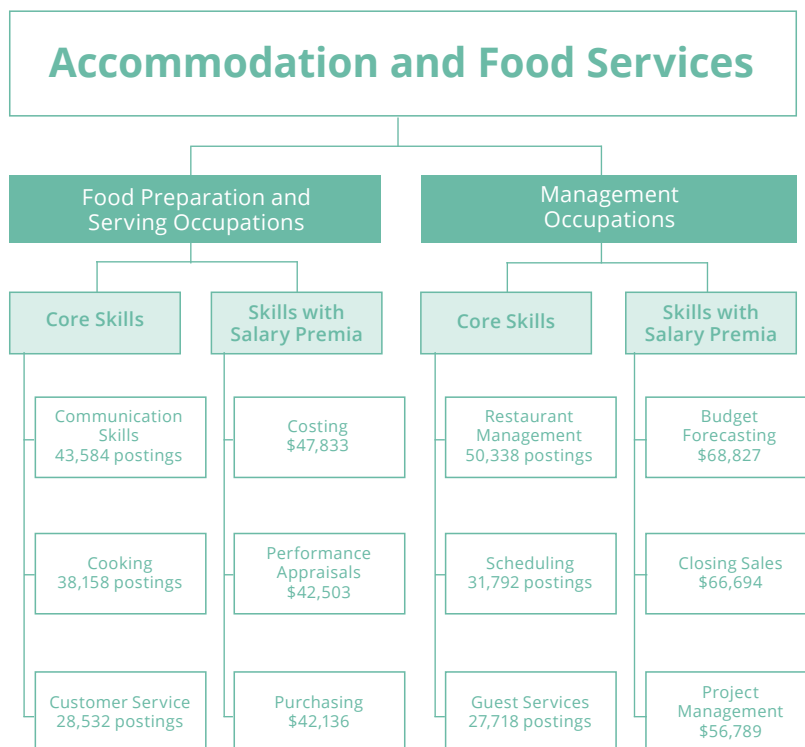 Accommodation and Food Services
Food Preparation and
Serving Occupations
Management
Occupations
Core Skills
Skills with
Salary Premia
Core Skills
Skills with
Salary Premia
Communication
Skills
43,584 postings
Costing
$47,833
Restaurant
Management
50,338 postings
Budget
Forecasting
$68,827
Cooking
38,158 postings
Performance
Appraisals
$42,503
Scheduling
31,792 postings
Closing Sales
$66,694
Customer Service
28,532 postings
Purchasing
$42,136
Guest Services
27,718 postings
Project
Management
$56,789